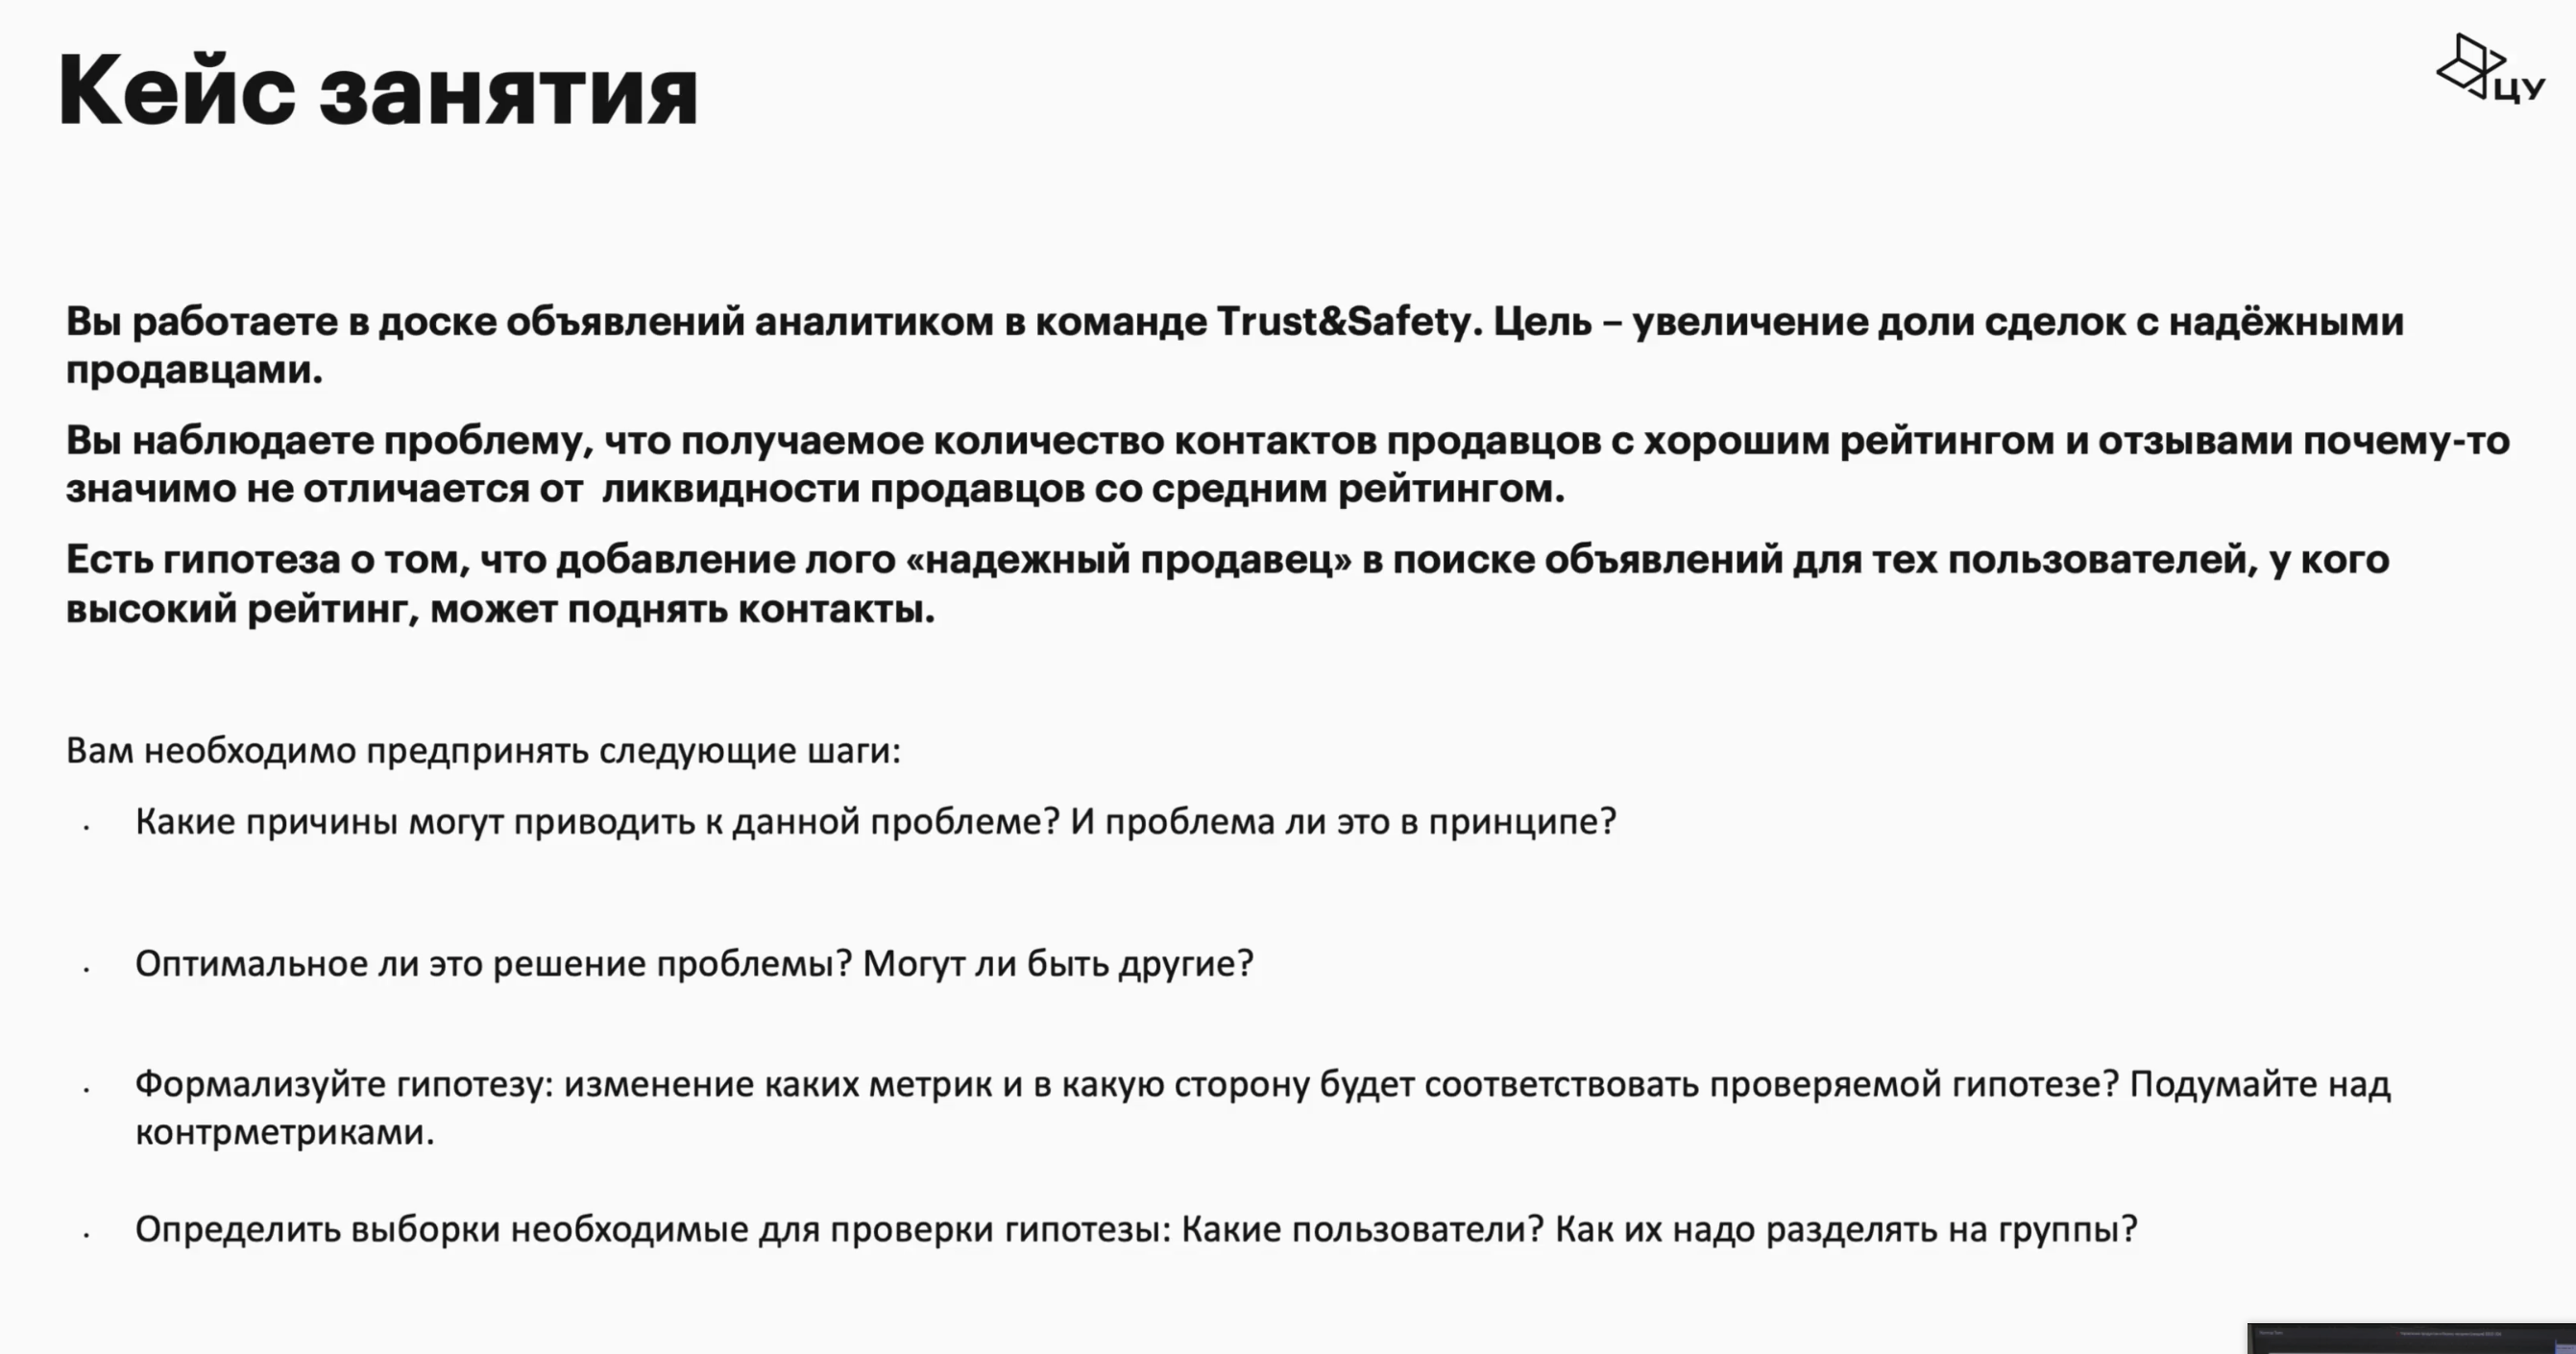 Кейс занятия
ЦУ
Вы работаете в доске объявлений аналитиком в команде Trust&Safety. Цель – увеличение доли сделок с надёжными
продавцами.
Вы наблюдаете проблему, что получаемое количество контактов продавцов с хорошим рейтингом и отзывами почему-то
значимо не отличается от  ликвидности продавцов со средним рейтингом.
Есть гипотеза о том, что добавление лого «надежный продавец» в поиске объявлений для тех пользователей, у кого
высокий рейтинг, может поднять контакты.
Вам необходимо предпринять следующие шаги:
· Какие причины могут приводить к данной проблеме? И проблема ли это в принципе?
· Оптимальное ли это решение проблемы? Могут ли быть другие?
· Формализуйте гипотезу: изменение каких метрик и в какую сторону будет соответствовать проверяемой гипотезе? Подумайте над
контрметриками.
· Определить выборки необходимые для проверки гипотезы: Какие пользователи? Как их надо разделять на группы?